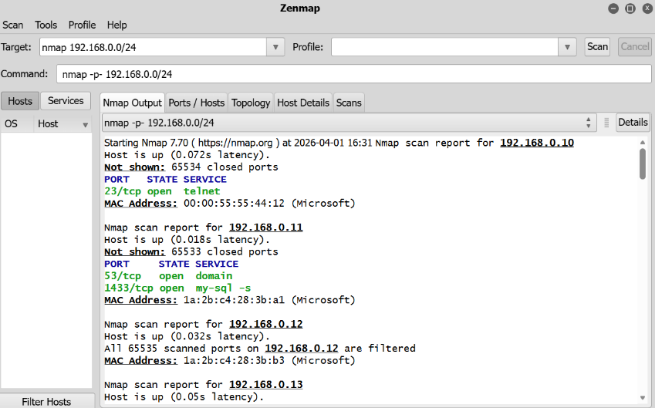 Zenmap
Scan Tools Profile Help
Target: nmap 192.168.0.0/24 Profile: Scan Cancel
Command: nmap -p- 192.168.0.0/24
Hosts Services
Nmap Output Ports / Hosts Topology Host Details Scans
OS Host
nmap -p- 192.168.0.0/24 Details
Starting Nmap 7.70 ( https://nmap.org ) at 2026-04-01 16:31 Nmap scan report for 192.168.0.10
Host is up (0.072s latency).
Not shown: 65534 closed ports
PORT STATE SERVICE
23/tcp open telnet
MAC Address: 00:00:55:55:44:12 (Microsoft)
Nmap scan report for 192.168.0.11
Host is up (0.018s latency).
Not shown: 65533 closed ports
PORT STATE SERVICE
53/tcp open domain
1433/tcp open my-sql -s
MAC Address: 1a:2b:c4:28:3b:a1 (Microsoft)
Nmap scan report for 192.168.0.12
Host is up (0.032s latency).
All 65535 scanned ports on 192.168.0.12 are filtered
MAC Address: 1a:2b:c4:28:3b:b3 (Microsoft)
Nmap scan report for 192.168.0.13
Host is up (0.05s latency).
Filter Hosts